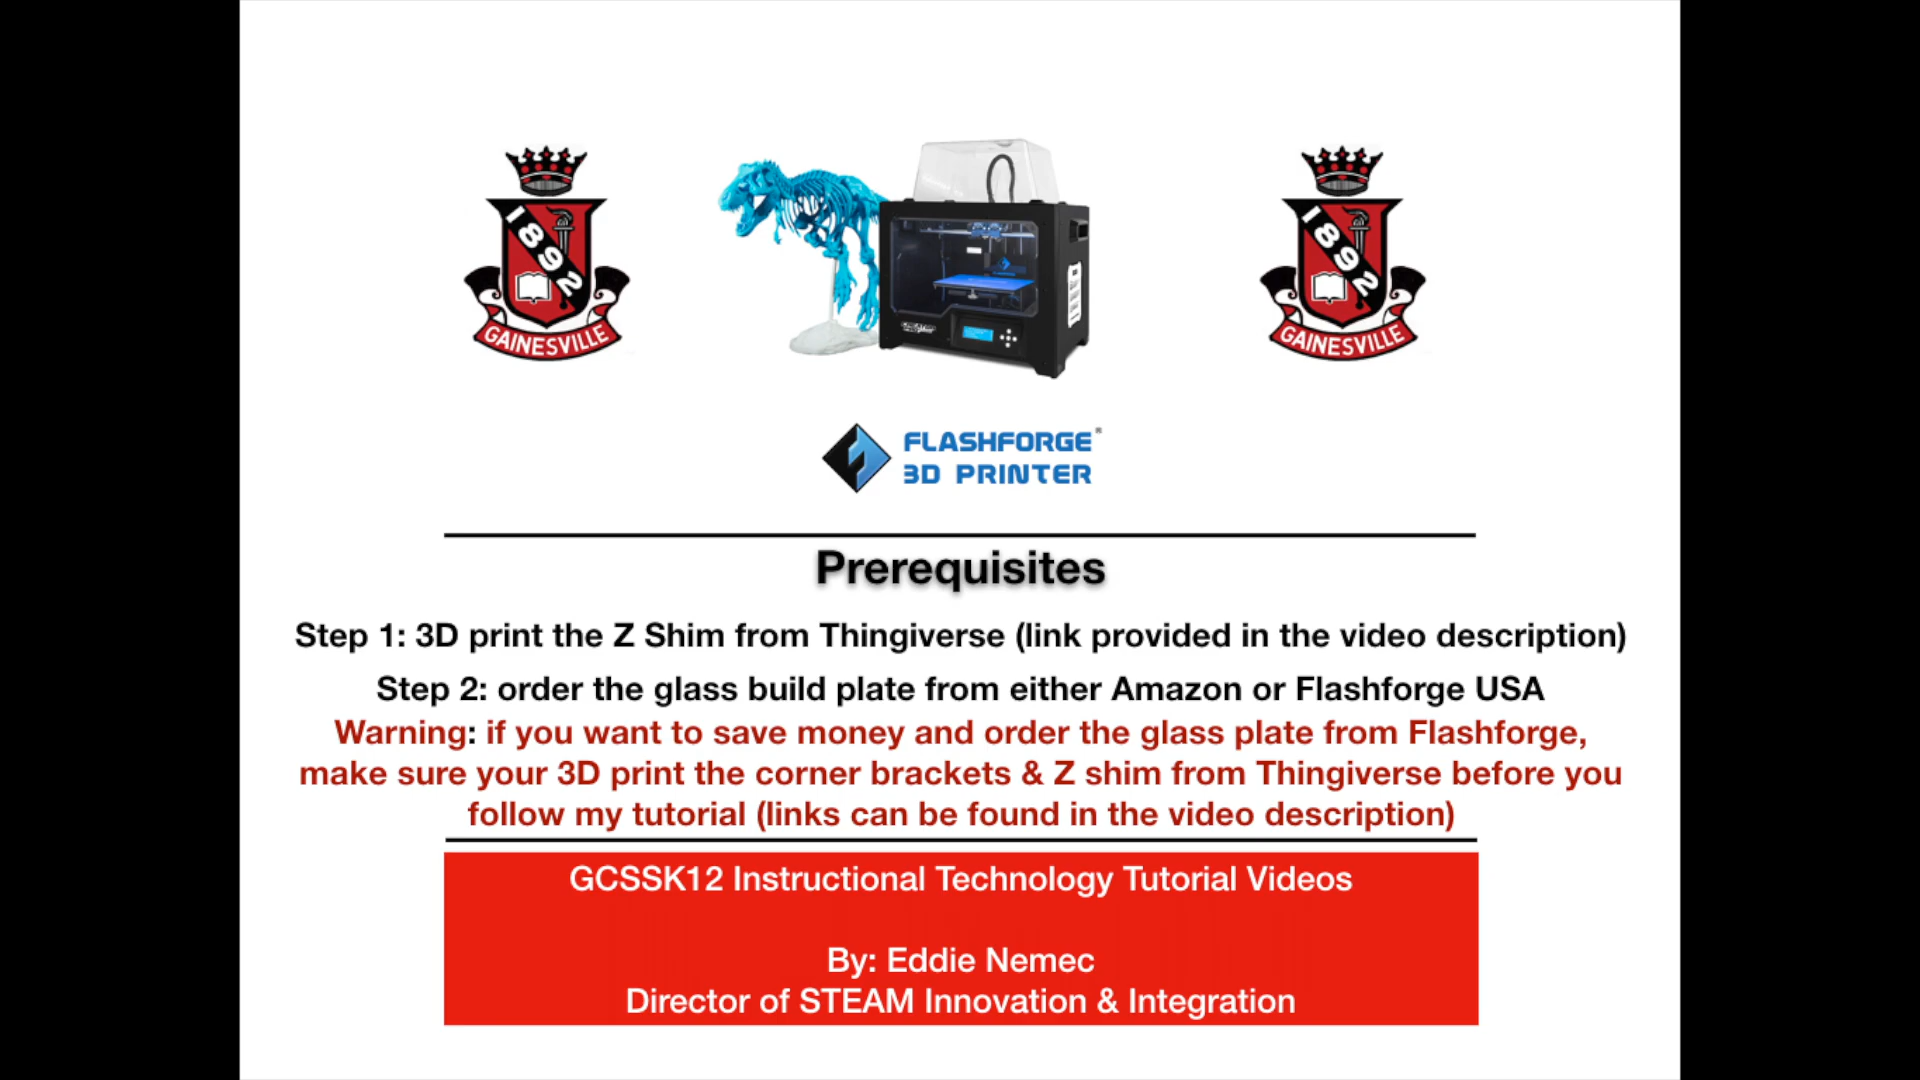 1892
GAINESVILLE
1892
GAINESVILLE
FLASHFORGE®
3D PRINTER
Prerequisites
Step 1: 3D print the Z Shim from Thingiverse (link provided in the video description)
Step 2: order the glass build plate from either Amazon or Flashforge USA
Warning: if you want to save money and order the glass plate from Flashforge,
make sure your 3D print the corner brackets & Z shim from Thingiverse before you
follow my tutorial (links can be found in the video description)
GCSSK12 Instructional Technology Tutorial Videos
By: Eddie Nemec
Director of STEAM Innovation & Integration